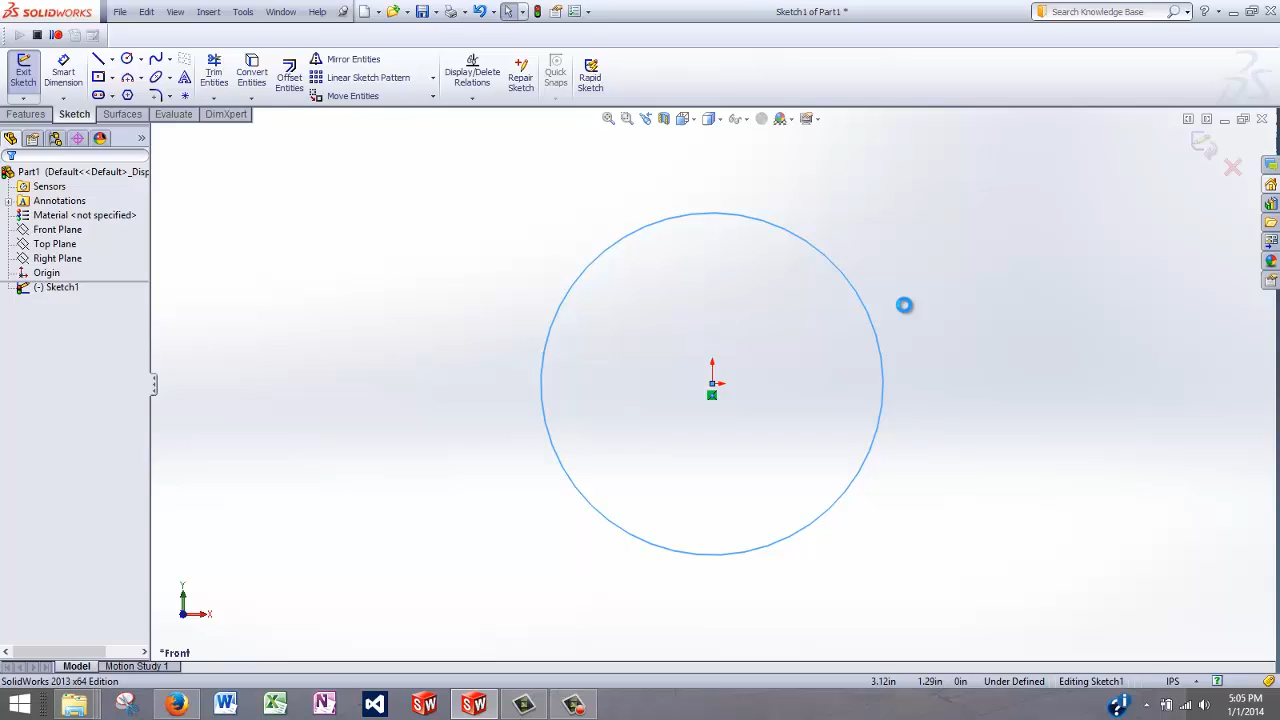 SOLIDWORKS File Edit View Insert Tools Window Help Sketch1 of Part1 * Search Knowledge Base
Exit Sketch Smart Dimension Trim Entities Convert Entities Offset Entities Mirror Entities Linear Sketch Pattern Move Entities Display/Delete Relations Repair Sketch Quick Snaps Rapid Sketch
Features Sketch Surfaces Evaluate DimXpert
Part1 (Default<<Default>_Disp
Sensors
Annotations
Material <not specified>
Front Plane
Top Plane
Right Plane
Origin
(-) Sketch1
Y
X
*Front
Model Motion Study 1
SolidWorks 2013 x64 Edition 3.12in 1.29in 0in Under Defined Editing Sketch1 IPS
5:05 PM
1/1/2014